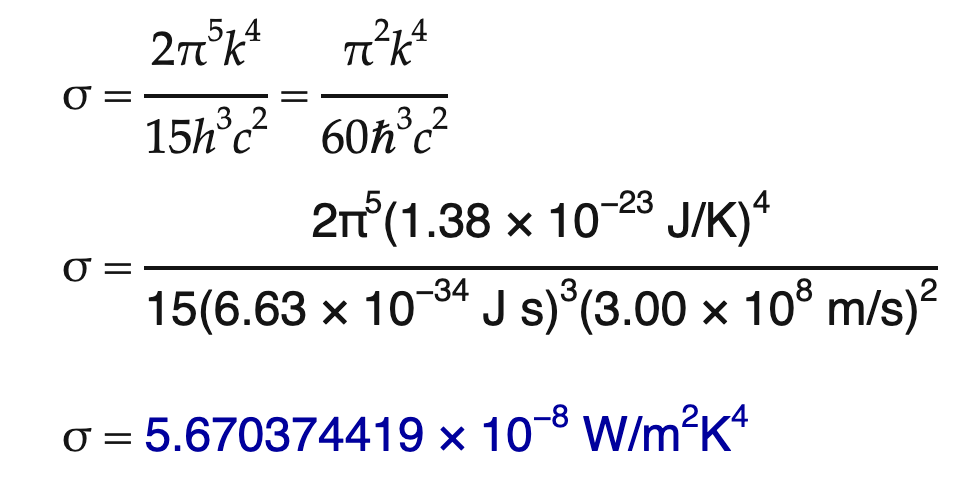 σ = 2π⁵k⁴ / 15h³c² = π²k⁴ / 60ħ³c²
σ = 2π⁵(1.38 × 10⁻²³ J/K)⁴ / 15(6.63 × 10⁻³⁴ J s)³(3.00 × 10⁸ m/s)²
σ = 5.670374419 × 10⁻⁸ W/m²K⁴